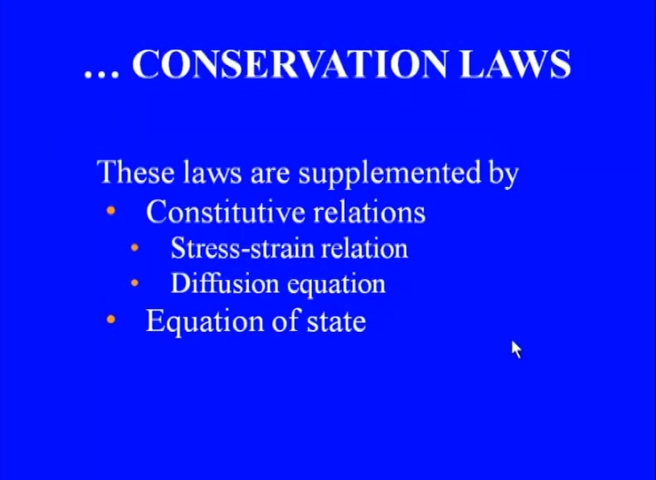 ... CONSERVATION LAWS
These laws are supplemented by
• Constitutive relations
• Stress-strain relation
• Diffusion equation
• Equation of state